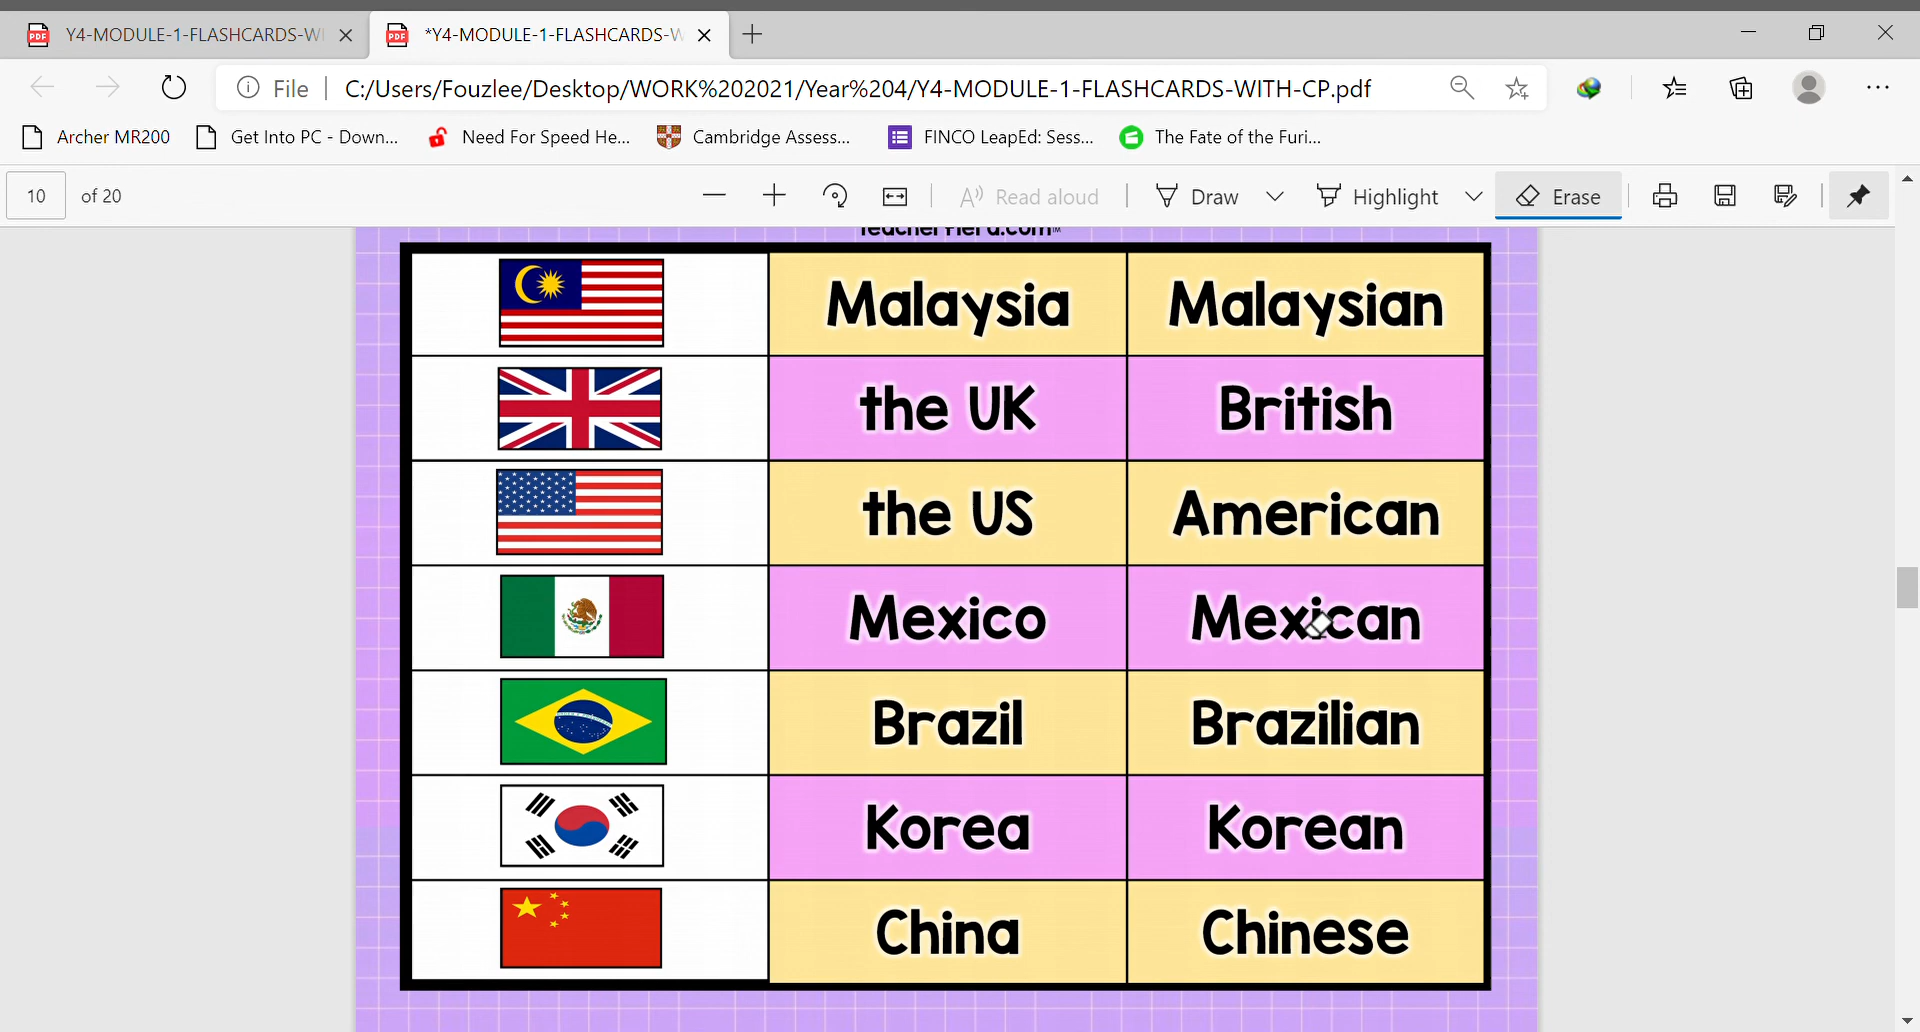 Y4-MODULE-1-FLASHCARDS-WI
*Y4-MODULE-1-FLASHCARDS-W
File
C:/Users/Fouzlee/Desktop/WORK%202021/Year%204/Y4-MODULE-1-FLASHCARDS-WITH-CP.pdf
Archer MR200 Get Into PC - Down... Need For Speed He... Cambridge Assess... FINCO LeapEd: Sess... The Fate of the Furi...
10 of 20 Read aloud Draw Highlight Erase
TeacherFiera.com
Malaysia Malaysian
the UK British
the US American
Mexico Mexican
Brazil Brazilian
Korea Korean
China Chinese